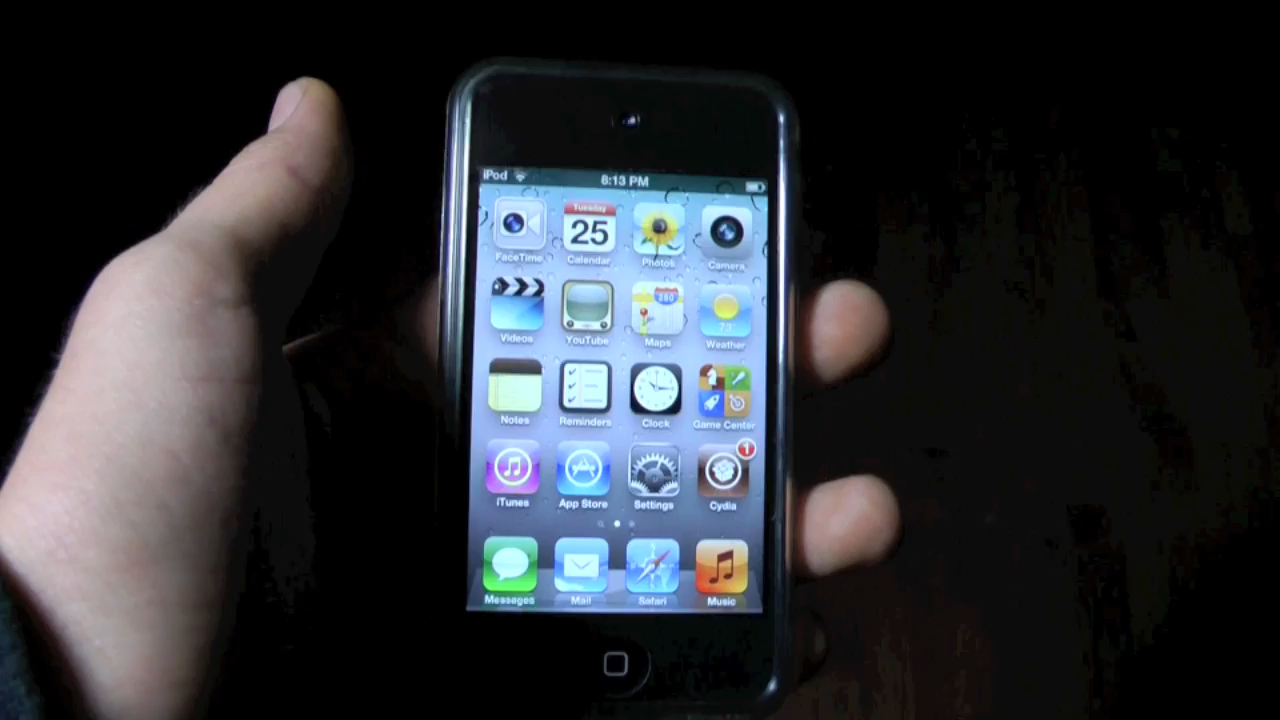 iPod 8:13 PM
Tuesday
25
FaceTime Calendar Photos Camera
280
73°
Videos YouTube Maps Weather
Notes Reminders Clock Game Center
1
iTunes App Store Settings Cydia
Messages Mail Safari Music